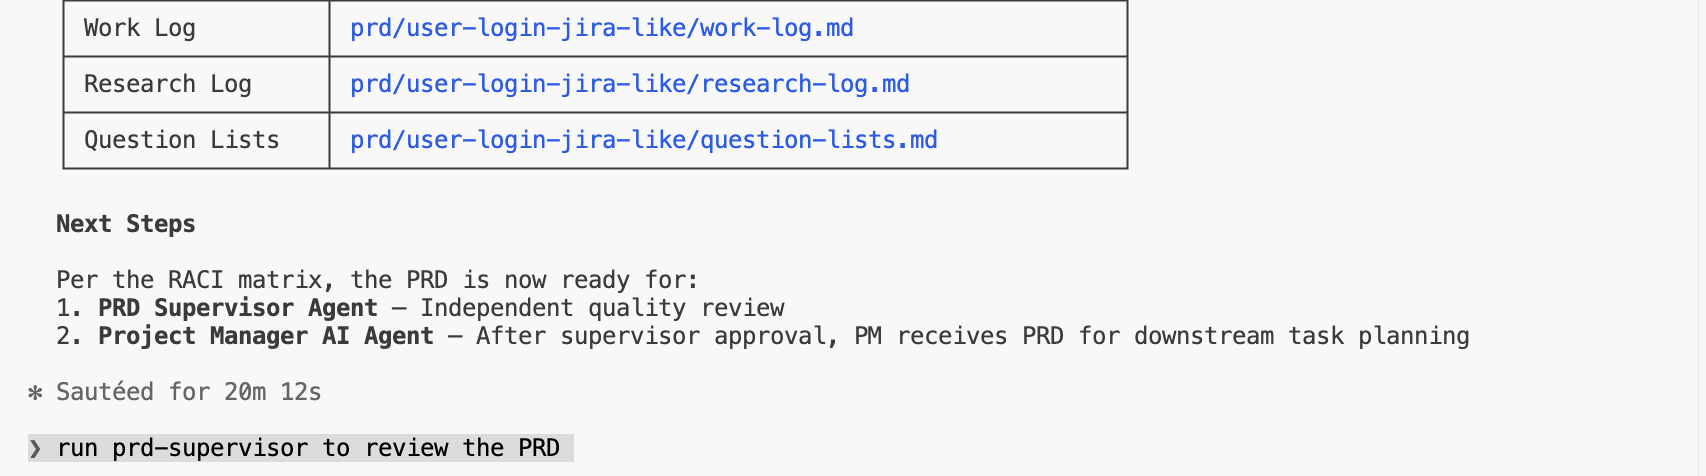 Work Log prd/user-login-jira-like/work-log.md
Research Log prd/user-login-jira-like/research-log.md
Question Lists prd/user-login-jira-like/question-lists.md
Next Steps
Per the RACI matrix, the PRD is now ready for:
1. PRD Supervisor Agent — Independent quality review
2. Project Manager AI Agent — After supervisor approval, PM receives PRD for downstream task planning
✻ Sautéed for 20m 12s
❯ run prd-supervisor to review the PRD